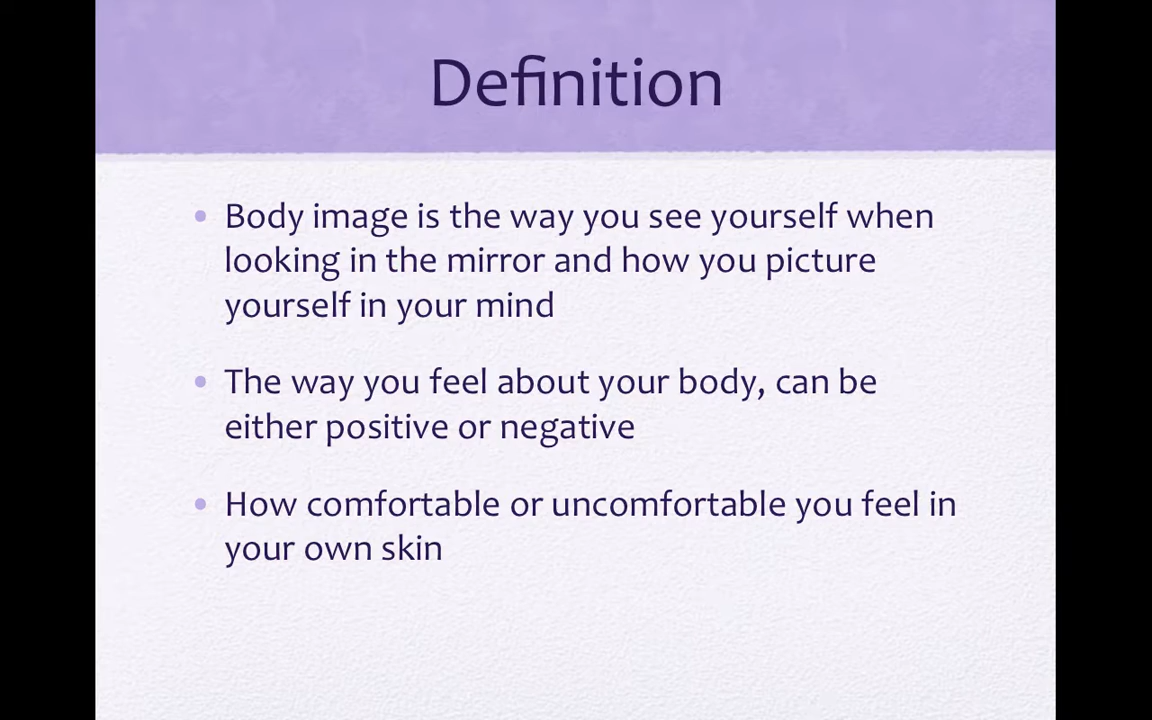 Definition
• Body image is the way you see yourself when
looking in the mirror and how you picture
yourself in your mind
• The way you feel about your body, can be
either positive or negative
• How comfortable or uncomfortable you feel in
your own skin